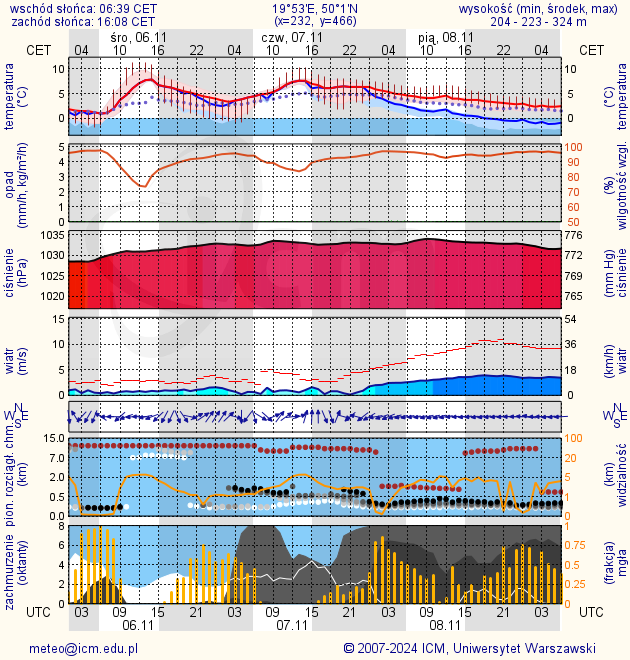 wschód słońca: 06:39 CET 19°53'E, 50°1'N wysokość (min, środek, max)
zachód słońca: 16:08 CET (x=232, y=466) 204 - 223 - 324 m
śro, 06.11 czw, 07.11 pią, 08.11
CET 04 10 16 22 04 10 16 22 04 10 16 22 04 CET
temperatura (°C) 10 5 0 10 5 0 (°C) temperatura
opad (mm/h, kg/m²/h) 5 4 3 2 1 0 100 90 80 70 60 50 (%) wilgotność wzgl.
ciśnienie (hPa) 1035 1030 1025 1020 776 772 769 765 (mm Hg) ciśnienie
wiatr (m/s) 15 10 5 0 54 36 18 0 (km/h) wiatr
N W E S N W E S
pion. rozciągł. chm. (km) 15.0 7.0 2.0 0.5 0.0 100 20 5 1 0 (km) widzialność
zachmurzenie (oktanty) 8 6 4 2 0 1 0.75 0.5 0.25 0 (frakcja) mgła
UTC 03 09 15 21 03 09 15 21 03 09 15 21 03 UTC
06.11 07.11 08.11
meteo@icm.edu.pl © 2007-2024 ICM, Uniwersytet Warszawski